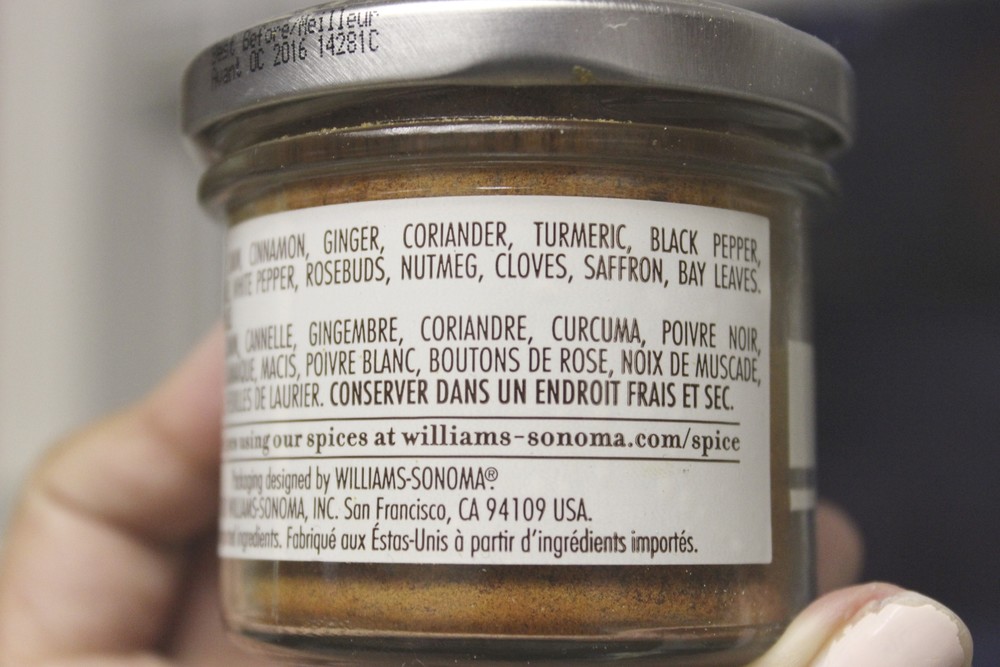 Best Before/Meilleur
Avant OC 2016 14281C
CINNAMON, GINGER, CORIANDER, TURMERIC, BLACK PEPPER,
WHITE PEPPER, ROSEBUDS, NUTMEG, CLOVES, SAFFRON, BAY LEAVES.
CANNELLE, GINGEMBRE, CORIANDRE, CURCUMA, POIVRE NOIR,
MACIS, POIVRE BLANC, BOUTONS DE ROSE, NOIX DE MUSCADE,
DE LAURIER. CONSERVER DANS UN ENDROIT FRAIS ET SEC.
using our spices at williams-sonoma.com/spice
designed by WILLIAMS-SONOMA®
WILLIAMS-SONOMA, INC. San Francisco, CA 94109 USA.
ingredients. Fabriqué aux Éstas-Unis à partir d'ingrédients importés.